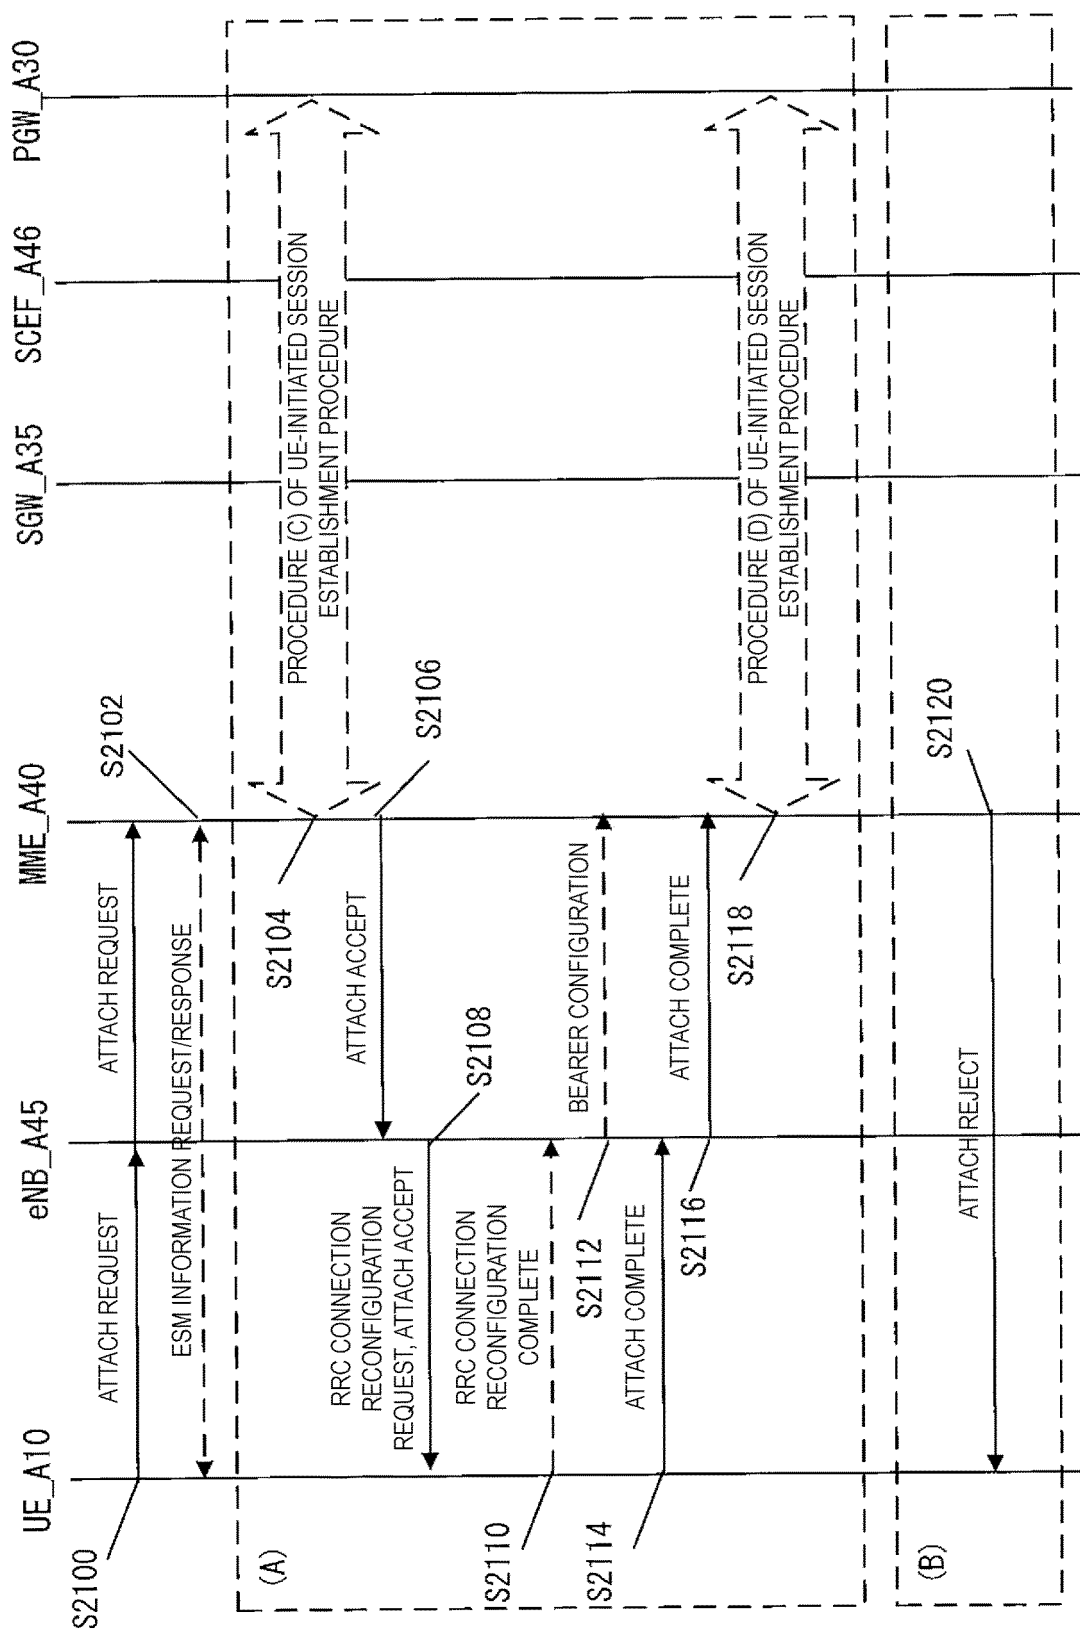 UE_A10
eNB_A45
MME_A40
SGW_A35
SCEF_A46
PGW_A30
S2100
ATTACH REQUEST
ATTACH REQUEST
S2102
ESM INFORMATION REQUEST/RESPONSE
(A)
S2104
PROCEDURE (C) OF UE-INITIATED SESSION
ESTABLISHMENT PROCEDURE
ATTACH ACCEPT
S2106
RRC CONNECTION
RECONFIGURATION
REQUEST, ATTACH ACCEPT
S2108
RRC CONNECTION
RECONFIGURATION
COMPLETE
S2110
S2112
BEARER CONFIGURATION
S2114
ATTACH COMPLETE
S2116
ATTACH COMPLETE
S2118
PROCEDURE (D) OF UE-INITIATED SESSION
ESTABLISHMENT PROCEDURE
(B)
ATTACH REJECT
S2120